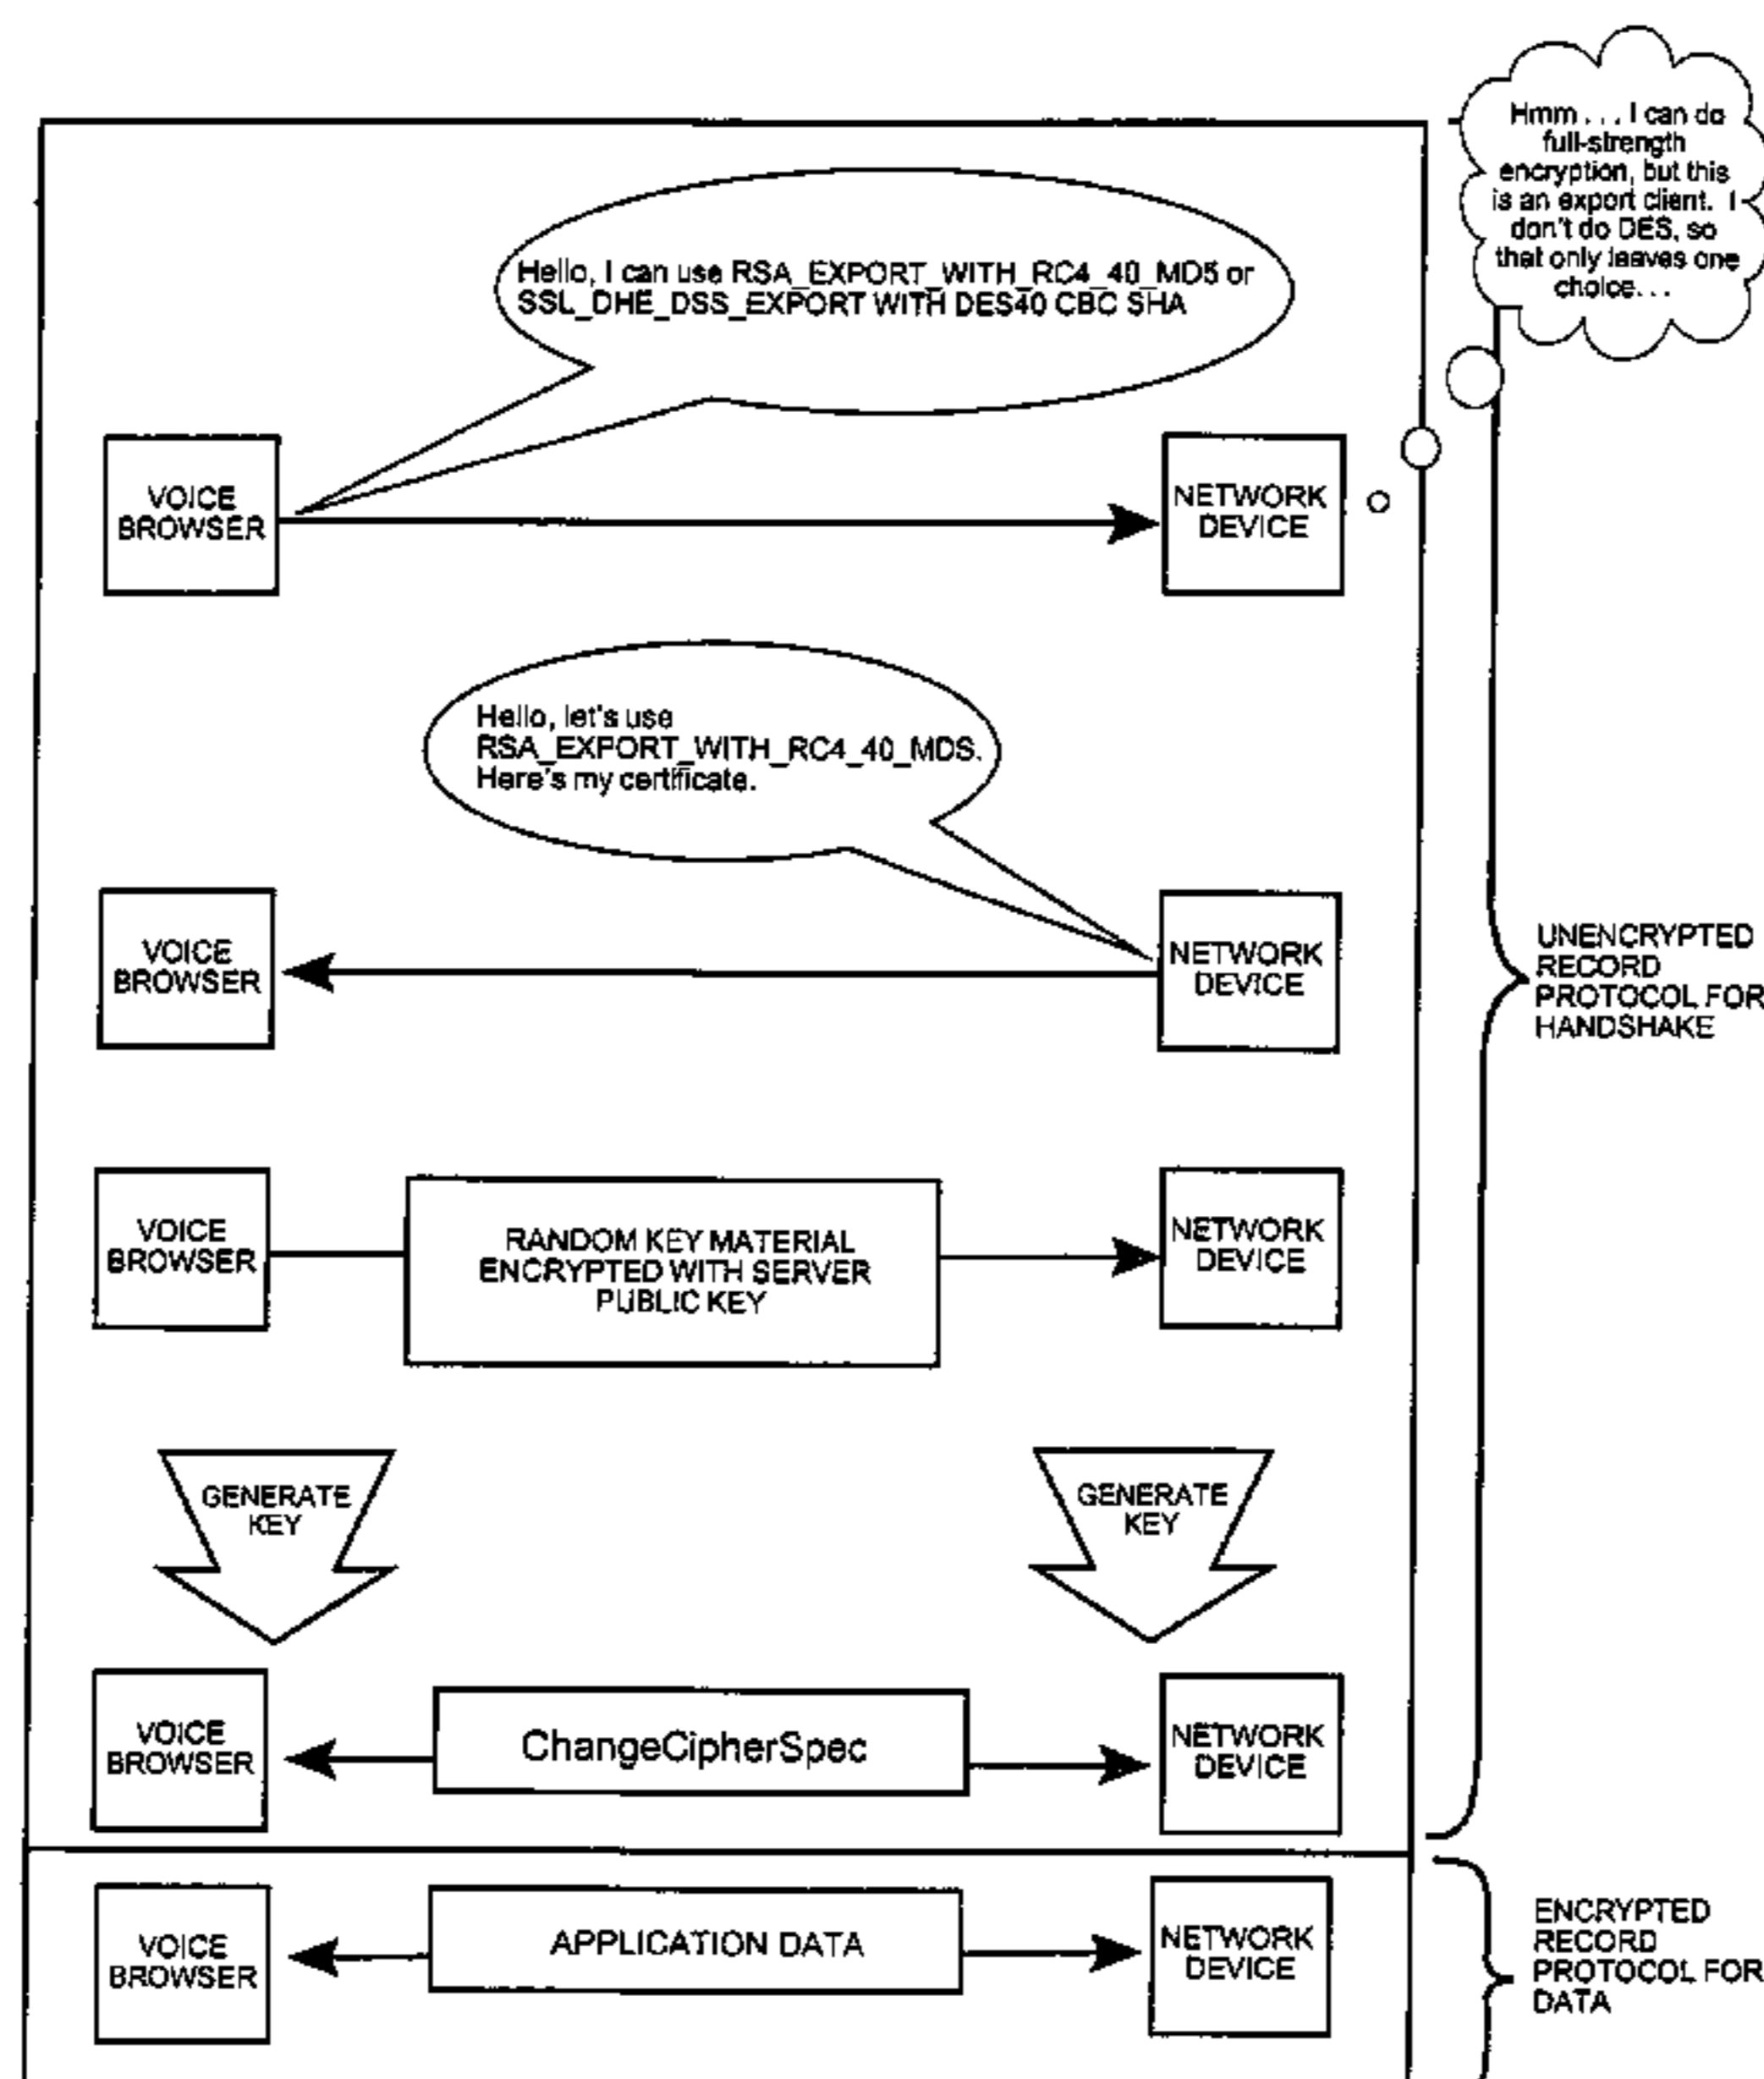 Hmm . . . I can do
full-strength
encryption, but this
is an export client. I
don't do DES, so
that only leaves one
choice. . .
Hello, I can use RSA_EXPORT_WITH_RC4_40_MD5 or
SSL_DHE_DSS_EXPORT WITH DES40 CBC SHA
VOICE
BROWSER
NETWORK
DEVICE
Hello, let's use
RSA_EXPORT_WITH_RC4_40_MDS.
Here's my certificate.
VOICE
BROWSER
NETWORK
DEVICE
UNENCRYPTED
RECORD
PROTOCOL FOR
HANDSHAKE
VOICE
BROWSER
RANDOM KEY MATERIAL
ENCRYPTED WITH SERVER
PUBLIC KEY
NETWORK
DEVICE
GENERATE
KEY
GENERATE
KEY
VOICE
BROWSER
ChangeCipherSpec
NETWORK
DEVICE
VOICE
BROWSER
APPLICATION DATA
NETWORK
DEVICE
ENCRYPTED
RECORD
PROTOCOL FOR
DATA